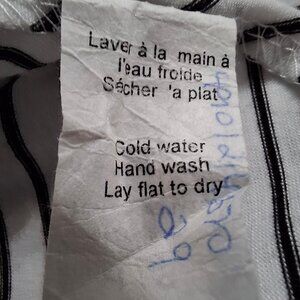 Laver à la main à
l'eau froide
Sécher 'a plat
Cold water
Hand wash
Lay flat to dry